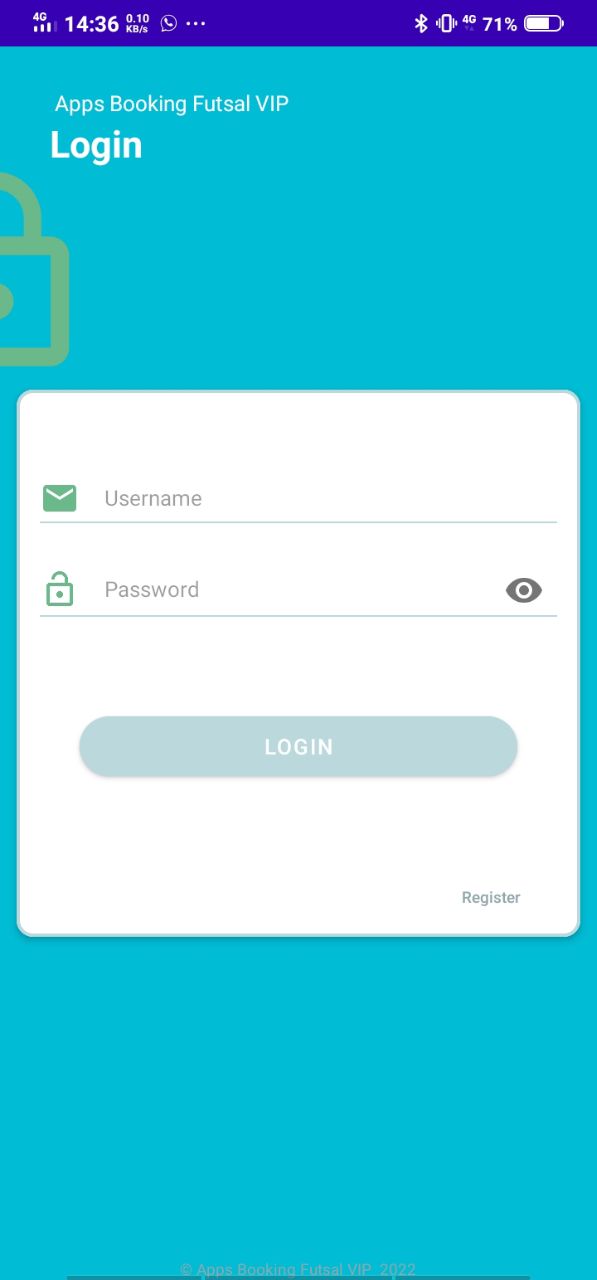 4G 14:36 0.10 KB/s 4G 71%
Apps Booking Futsal VIP
Login
Username
Password
LOGIN
Register
© Apps Booking Futsal VIP 2022